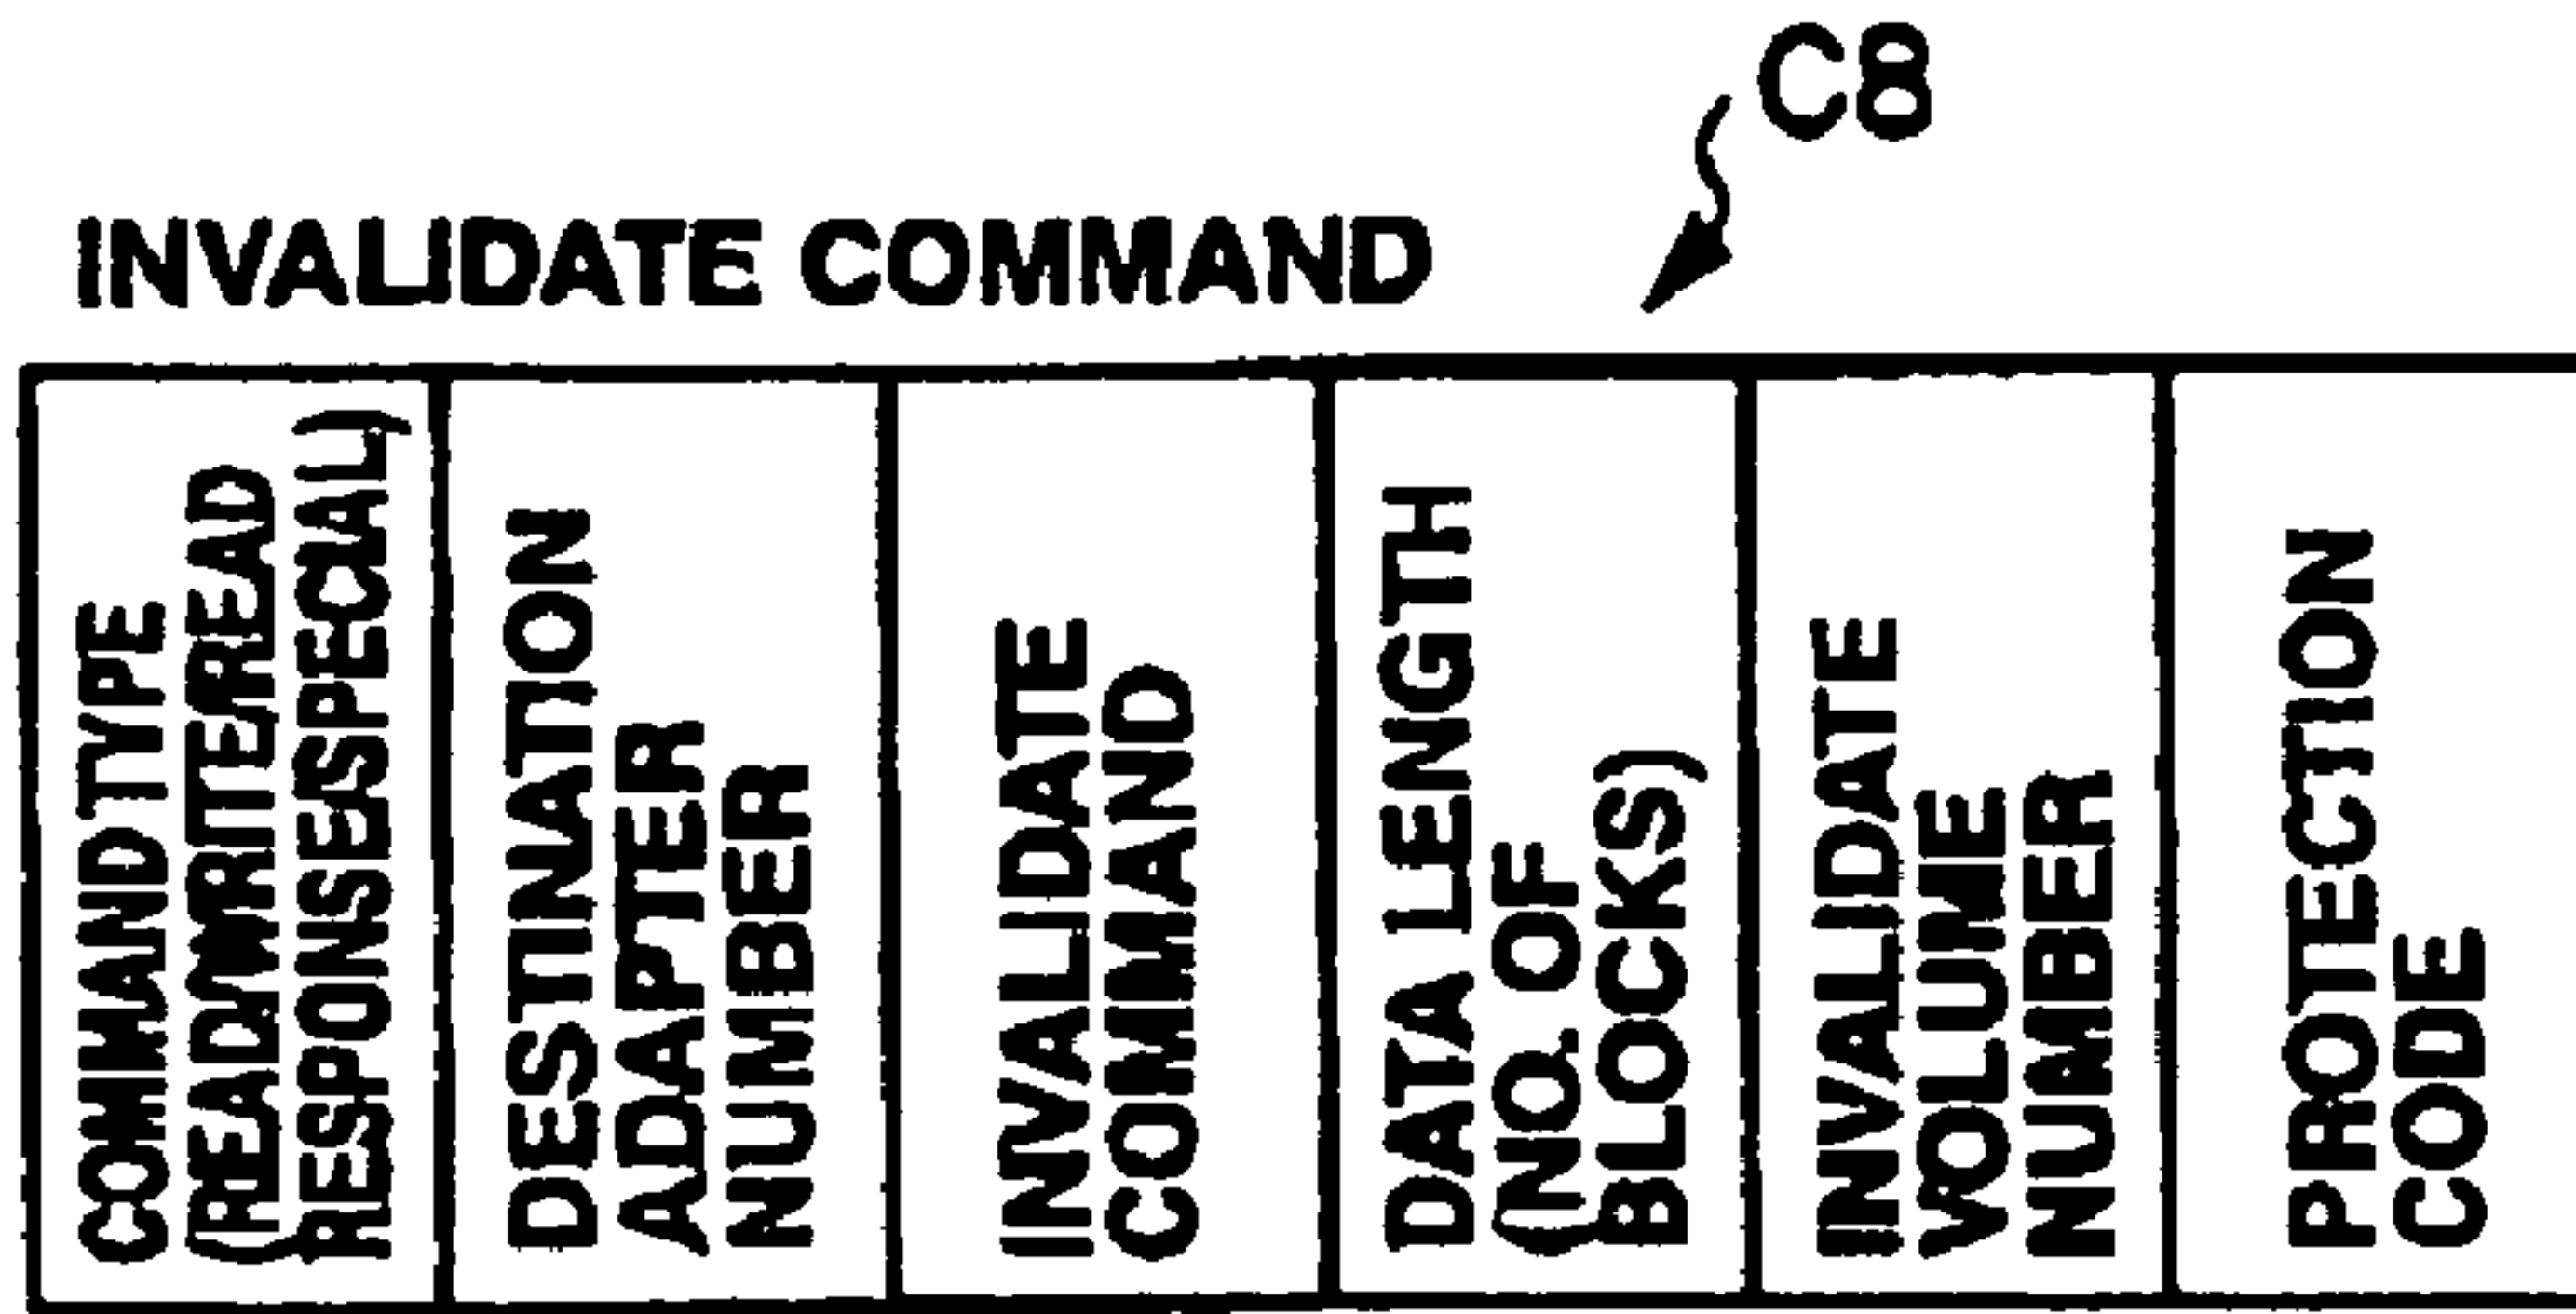 C8
INVALIDATE COMMAND
COMMAND TYPE
(READ/WRITE/READ
RESPONSE/SPECIAL)
DESTINATION
ADAPTER
NUMBER
INVALIDATE
COMMAND
DATA LENGTH
(NO. OF
BLOCKS)
INVALIDATE
VOLUME
NUMBER
PROTECTION
CODE